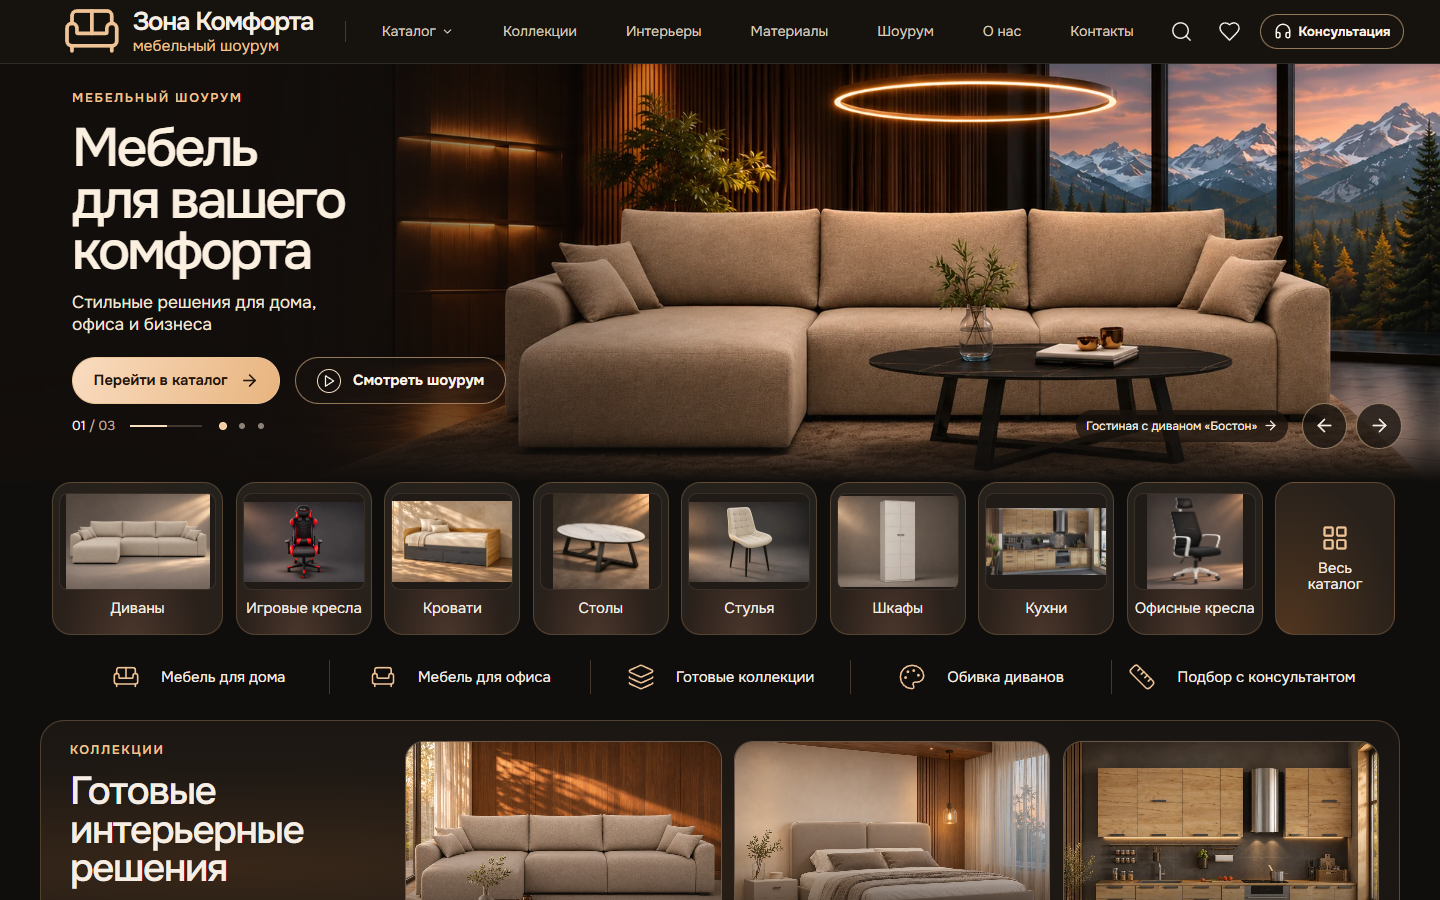 Зона Комфорта
мебельный шоурум
Каталог
Коллекции
Интерьеры
Материалы
Шоурум
О нас
Контакты
Консультация
МЕБЕЛЬНЫЙ ШОУРУМ
Мебель
для вашего
комфорта
Стильные решения для дома,
офиса и бизнеса
Перейти в каталог
Смотреть шоурум
01 / 03
Гостиная с диваном «Бостон»
Диваны
Игровые кресла
Кровати
Столы
Стулья
Шкафы
Кухни
Офисные кресла
Весь
каталог
Мебель для дома
Мебель для офиса
Готовые коллекции
Обивка диванов
Подбор с консультантом
КОЛЛЕКЦИИ
Готовые
интерьерные
решения